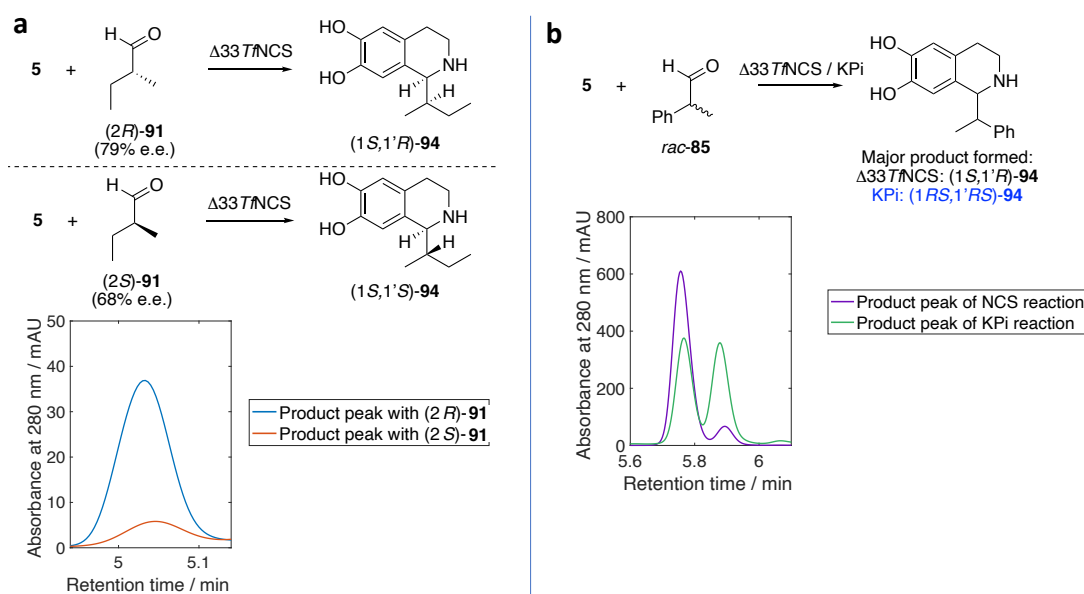 a
5 + O H Δ33TfNCS HO HO NH H H
(2R)-91
(79% e.e.)
(1S,1'R)-94
5 + O H Δ33TfNCS HO HO NH H H
(2S)-91
(68% e.e.)
(1S,1'S)-94
Absorbance at 280 nm / mAU
50
40
30
20
10
0
5 5.1
Retention time / min
Product peak with (2 R)-91
Product peak with (2 S)-91
b
5 + H O Ph Δ33TfNCS / KPi HO HO NH Ph
rac-85
Major product formed:
Δ33TfNCS: (1S,1'R)-94
KPi: (1RS,1'RS)-94
Absorbance at 280 nm / mAU
800
600
400
200
0
5.6 5.8 6
Retention time / min
Product peak of NCS reaction
Product peak of KPi reaction